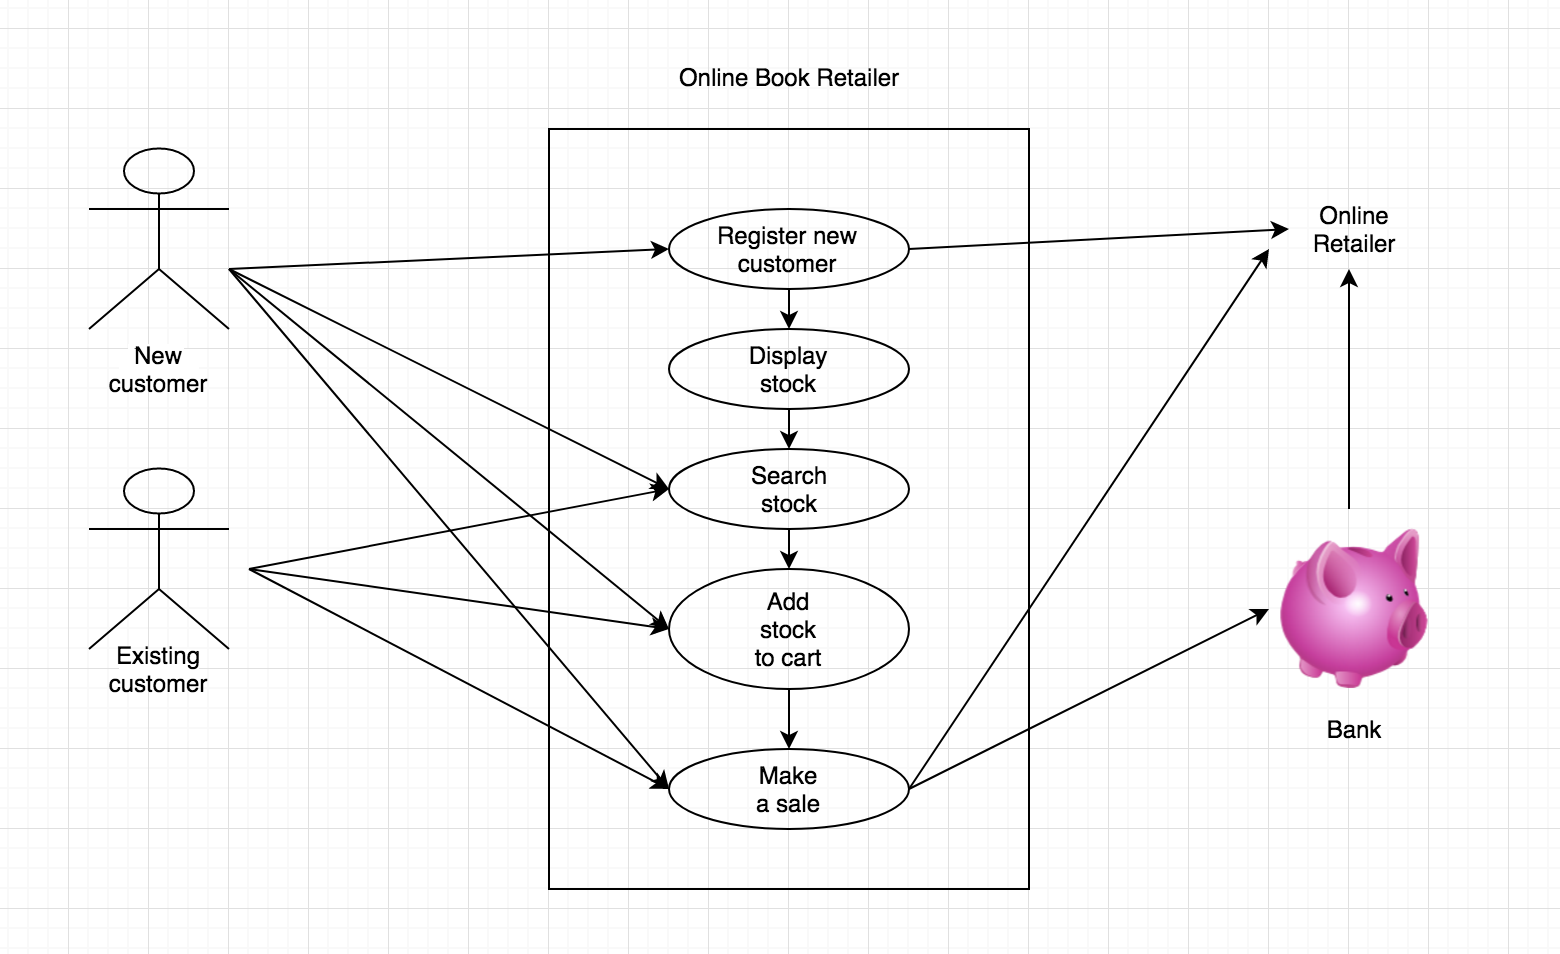 Online Book Retailer
New
customer
Existing
customer
Register new
customer
Display
stock
Search
stock
Add
stock
to cart
Make
a sale
Online
Retailer
Bank